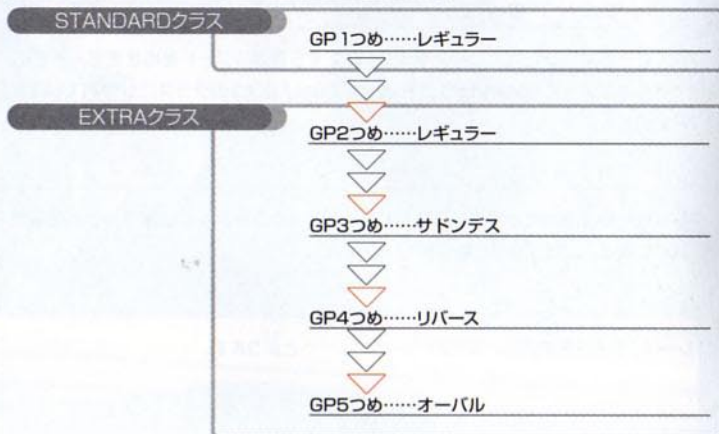 STANDARDクラス
GP1つめ……レギュラー
EXTRAクラス
GP2つめ……レギュラー
GP3つめ……サドンデス
GP4つめ……リバース
GP5つめ……オーバル